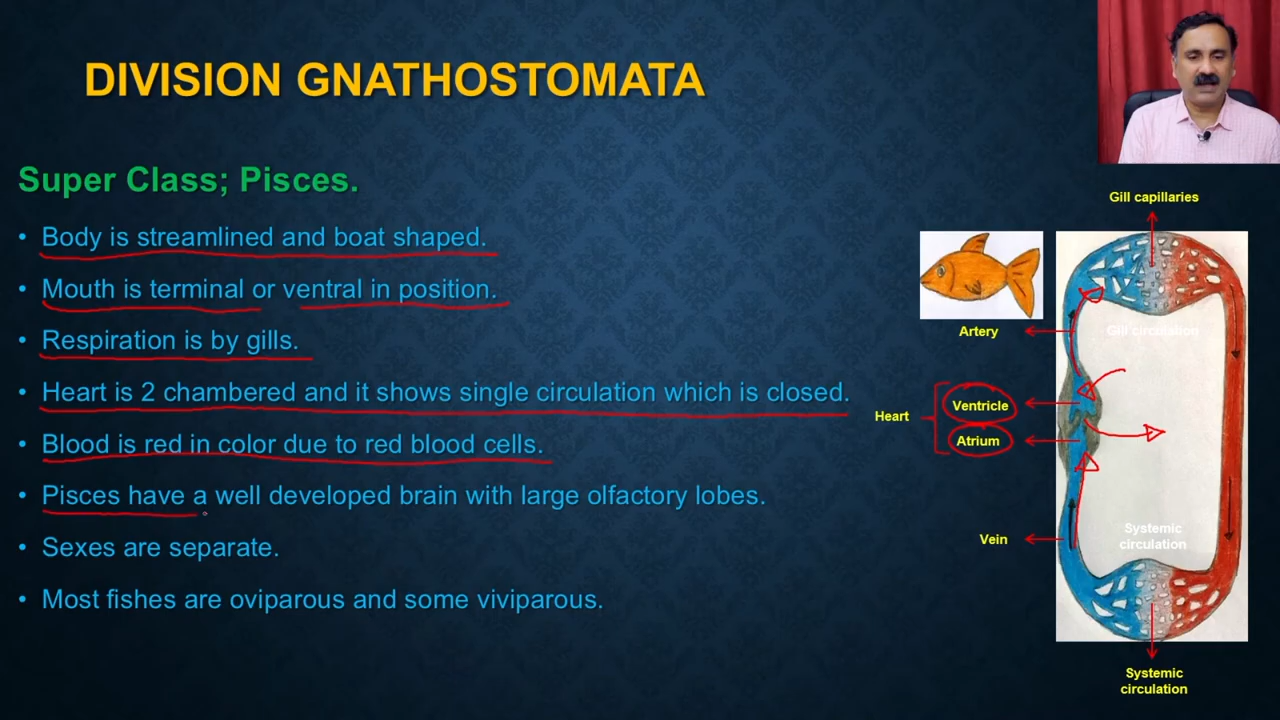 DIVISION GNATHOSTOMATA
Super Class; Pisces.
• Body is streamlined and boat shaped.
• Mouth is terminal or ventral in position.
• Respiration is by gills.
• Heart is 2 chambered and it shows single circulation which is closed.
• Blood is red in color due to red blood cells.
• Pisces have a well developed brain with large olfactory lobes.
• Sexes are separate.
• Most fishes are oviparous and some viviparous.
Gill capillaries
Artery
Gill circulation
Heart
Ventricle
Atrium
Vein
Systemic
circulation
Systemic
circulation